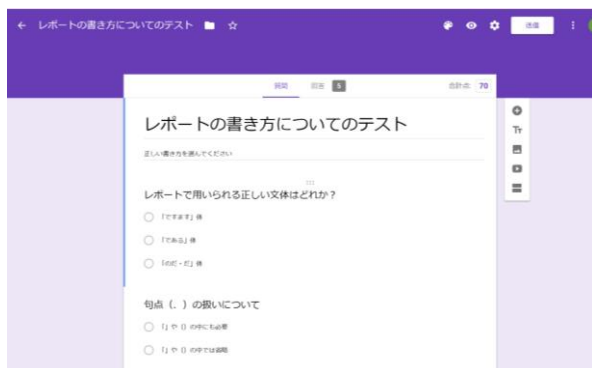 レポートの書き方についてのテスト
送信
質問 回答 5
合計点: 70
レポートの書き方についてのテスト
正しい書き方を選んでください
レポートで用いられる正しい文体はどれか？
「ですます」体
「である」体
「のだ・だ」体
句点（．）の扱いについて
「」や（）の中にも必要
「」や（）の中では省略
Tт